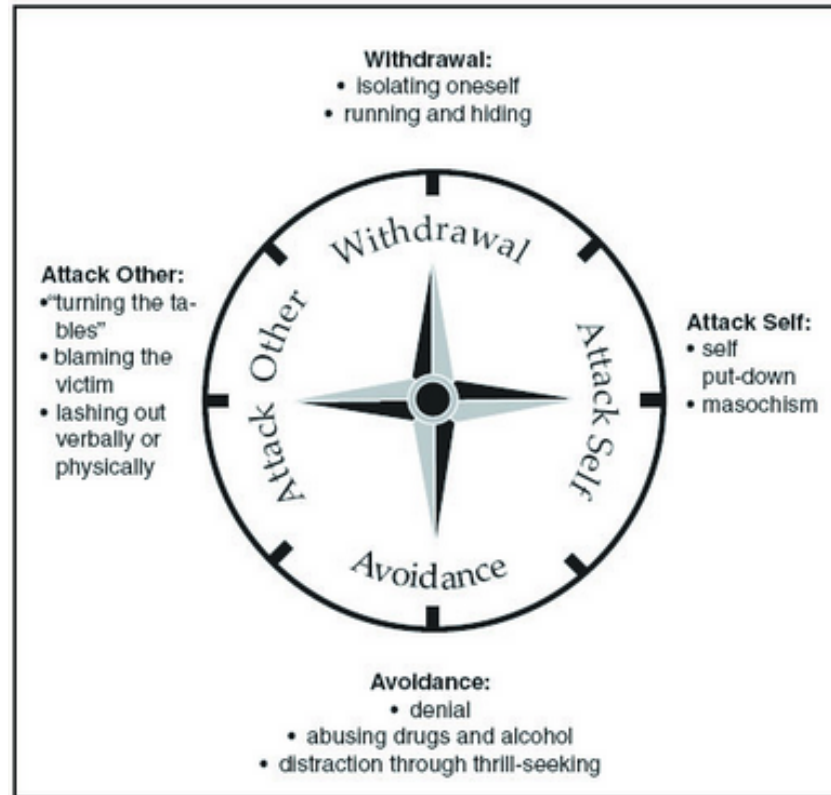 Withdrawal:
• isolating oneself
• running and hiding
Withdrawal
Attack Other:
•“turning the ta-
bles”
• blaming the
victim
• lashing out
verbally or
physically
Attack Other
Attack Self
Attack Self:
• self
put-down
• masochism
Avoidance
Avoidance:
• denial
• abusing drugs and alcohol
• distraction through thrill-seeking